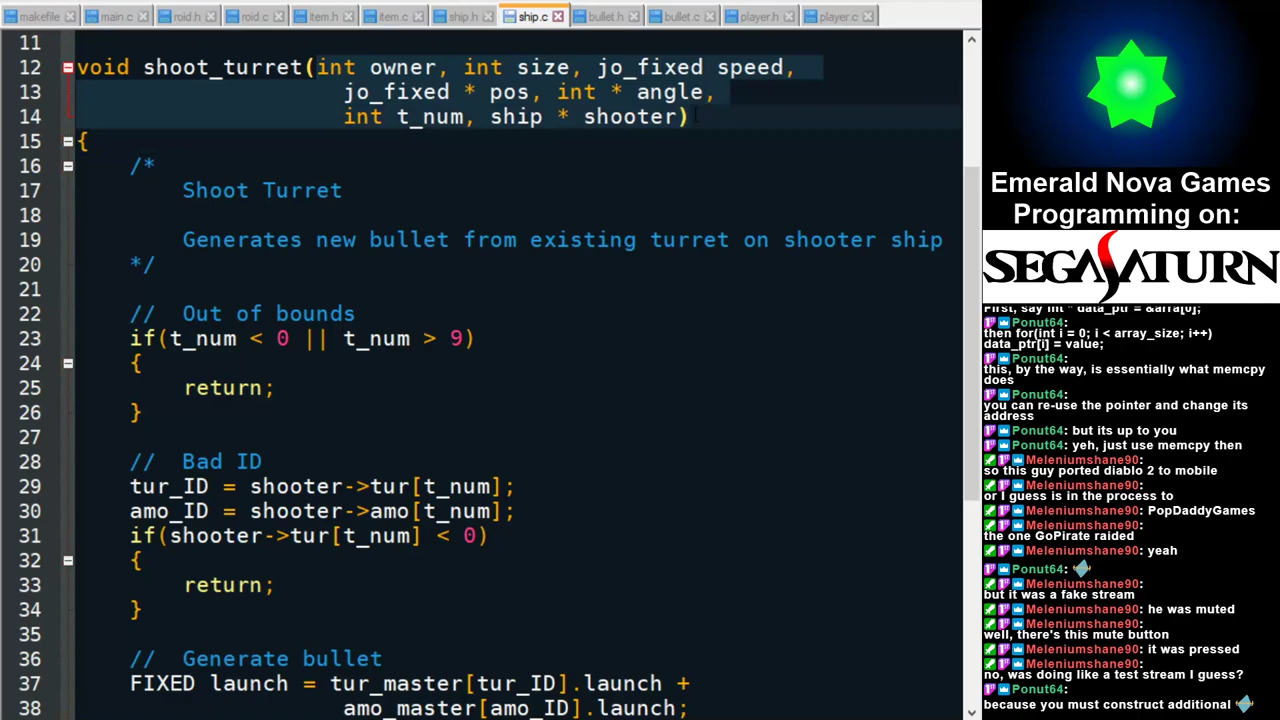 makefile main.c roid.h roid.c item.h item.c ship.h ship.c bullet.h bullet.c player.h player.c
11
12 void shoot_turret(int owner, int size, jo_fixed speed,
13 jo_fixed * pos, int * angle,
14 int t_num, ship * shooter)
15 {
16 /*
17 Shoot Turret
18
19 Generates new bullet from existing turret on shooter ship
20 */
21
22 // Out of bounds
23 if(t_num < 0 || t_num > 9)
24 {
25 return;
26 }
27
28 // Bad ID
29 tur_ID = shooter->tur[t_num];
30 amo_ID = shooter->amo[t_num];
31 if(shooter->tur[t_num] < 0)
32 {
33 return;
34 }
35
36 // Generate bullet
37 FIXED launch = tur_master[tur_ID].launch +
38 amo_master[amo_ID].launch;
Emerald Nova Games
Programming on:
SEGA SATURN
First, say int * data_ptr = &arra[0];
Ponut64:
then for(int i = 0; i < array_size; i++)
data_ptr[i] = value;
Ponut64:
this, by the way, is essentially what memcpy
does
Ponut64:
you can re-use the pointer and change its
address
Ponut64: but its up to you
Ponut64: yeh, just use memcpy then
Meleniumshane90:
so this guy ported diablo 2 to mobile
Meleniumshane90:
or I guess is in the process to
Meleniumshane90: PopDaddyGames
Meleniumshane90:
the one GoPirate raided
Meleniumshane90: yeah
Ponut64:
Meleniumshane90:
but it was a fake stream
Meleniumshane90: he was muted
Meleniumshane90:
well, there's this mute button
Meleniumshane90: it was pressed
Meleniumshane90:
no, was doing like a test stream I guess?
Ponut64:
because you must construct additional